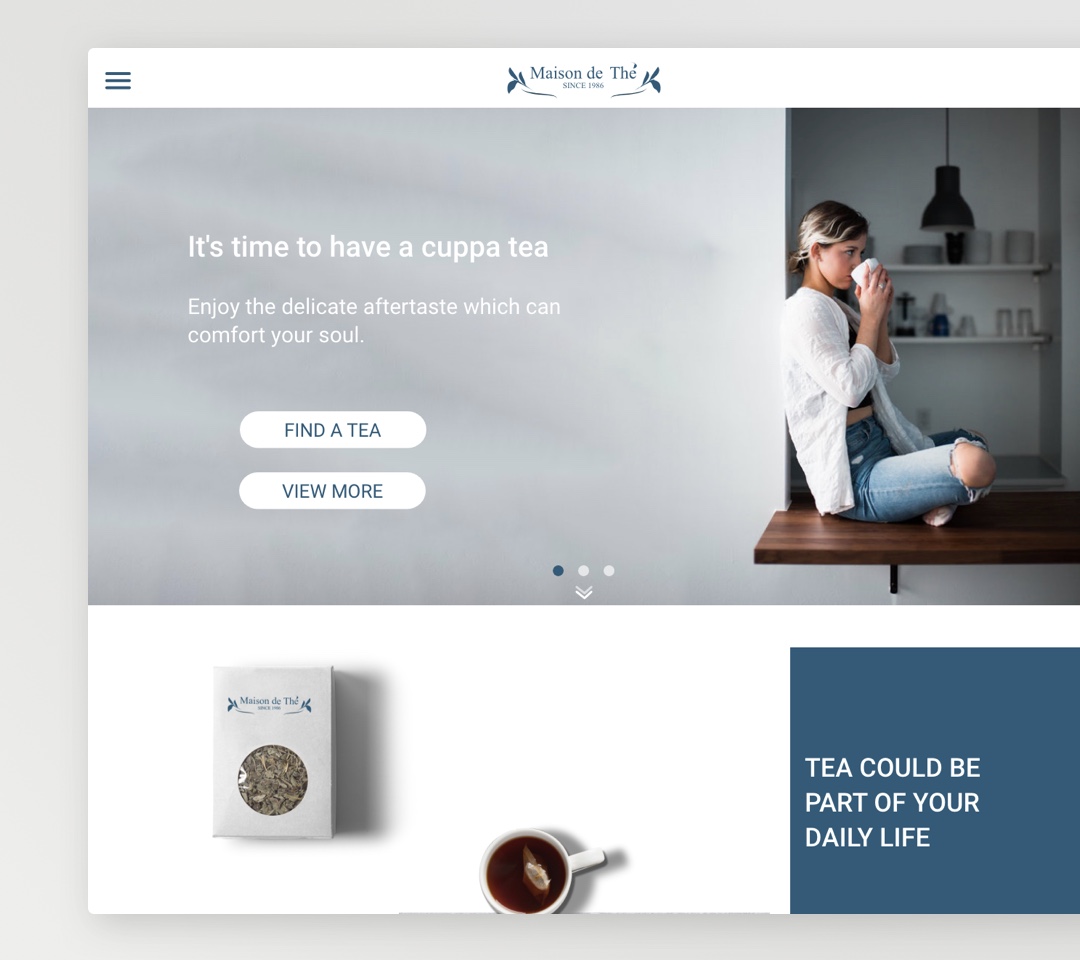 Maison de Thé
SINCE 1986
It's time to have a cuppa tea
Enjoy the delicate aftertaste which can
comfort your soul.
FIND A TEA
VIEW MORE
Maison de Thé
SINCE 1986
TEA COULD BE
PART OF YOUR
DAILY LIFE